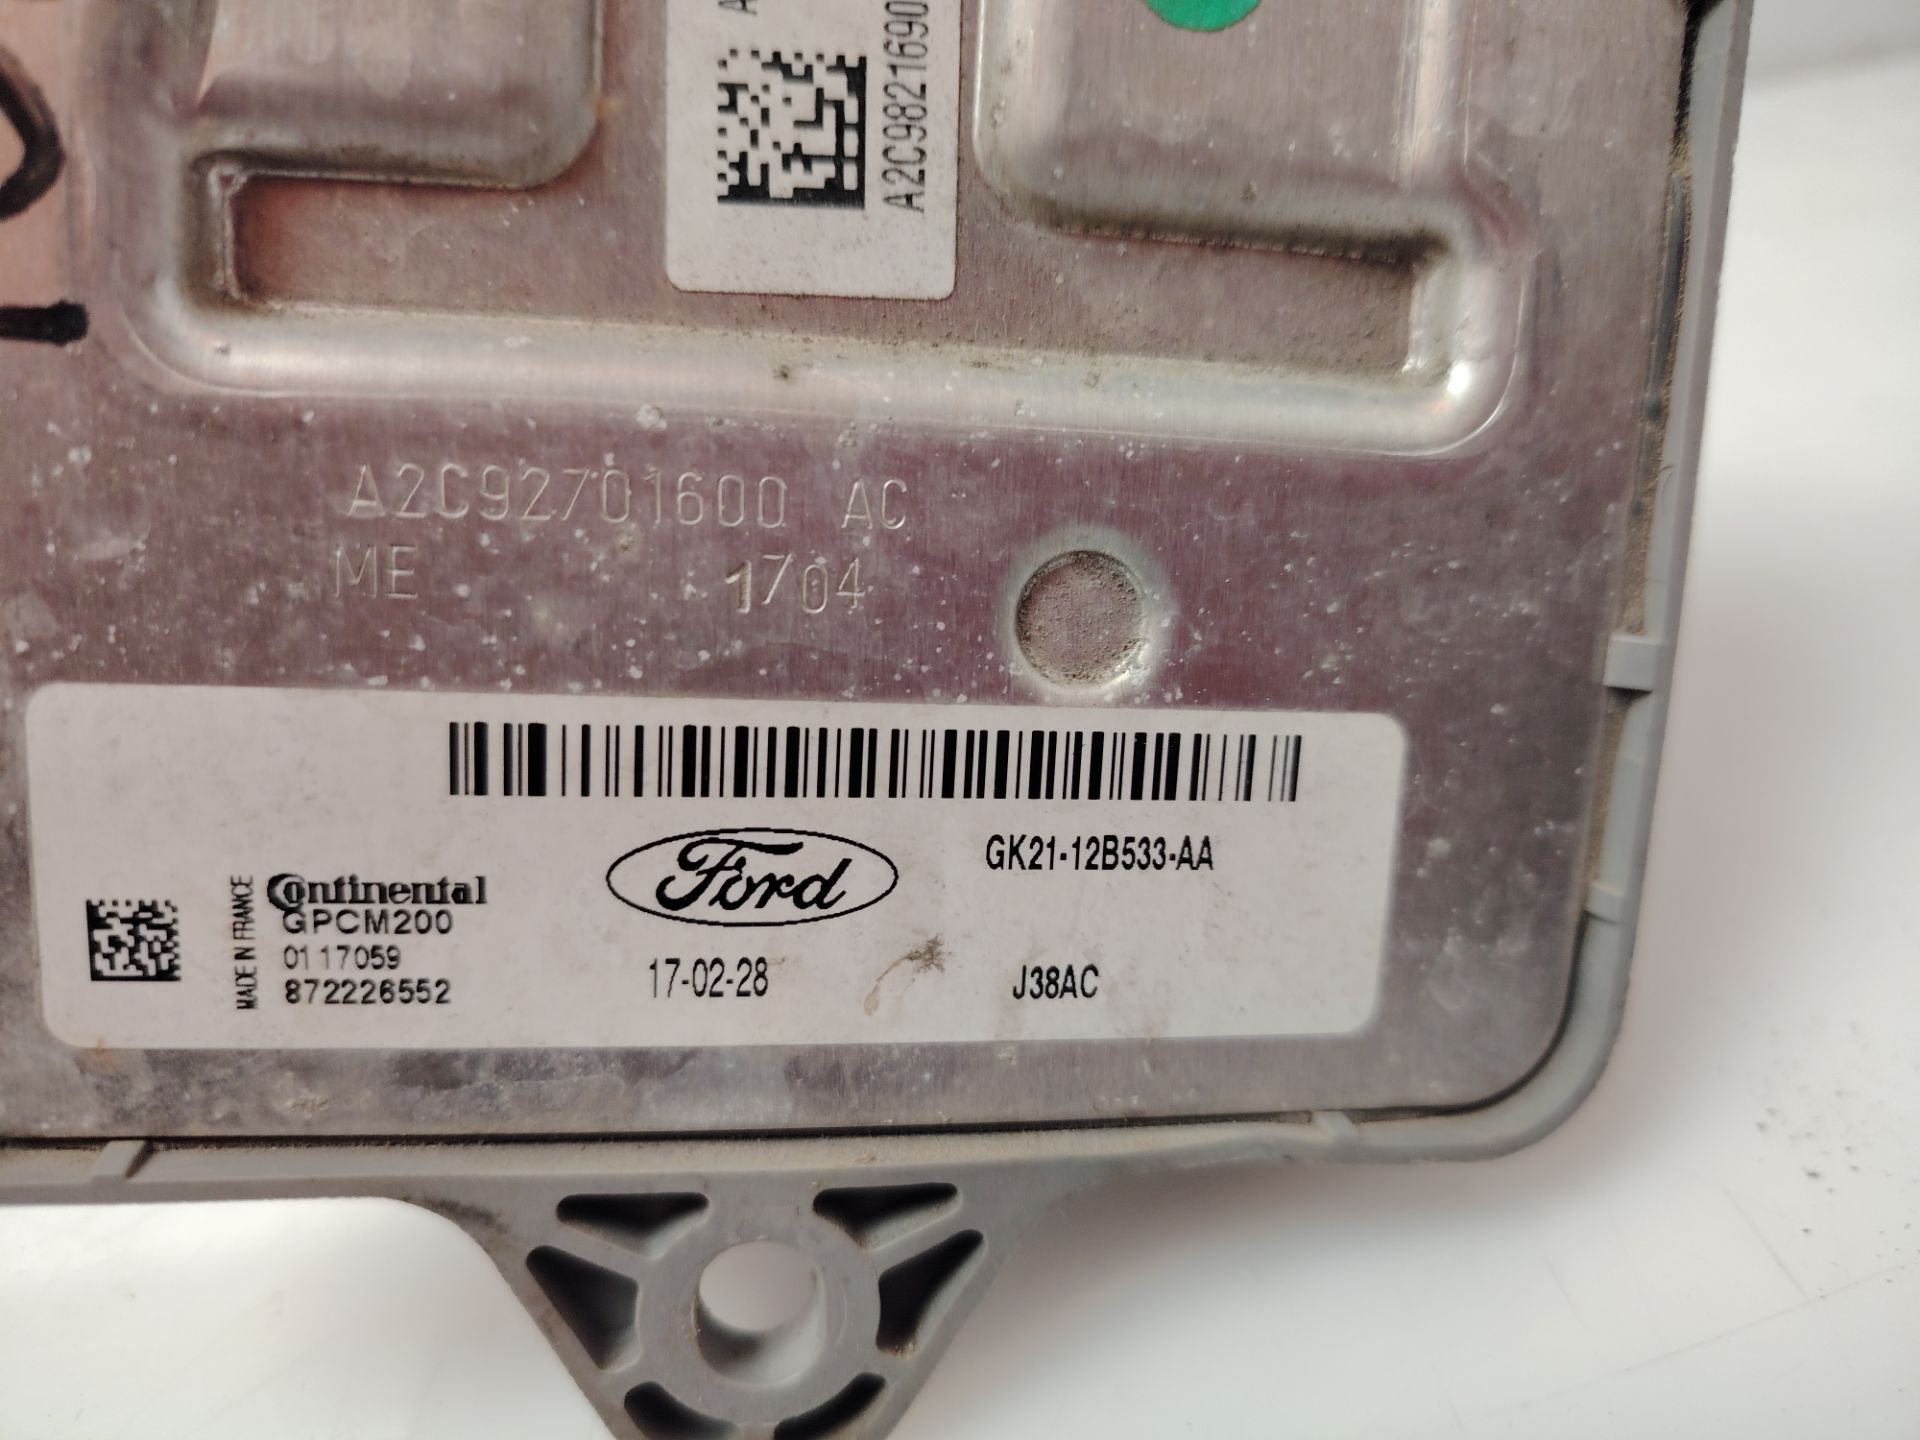 A2C9821690
A2C92701600 AC
ME 1704
Ford
GK21-12B533-AA
MADE IN FRANCE
Continental
GPCM200
0117059
872226552
17-02-28
J38AC